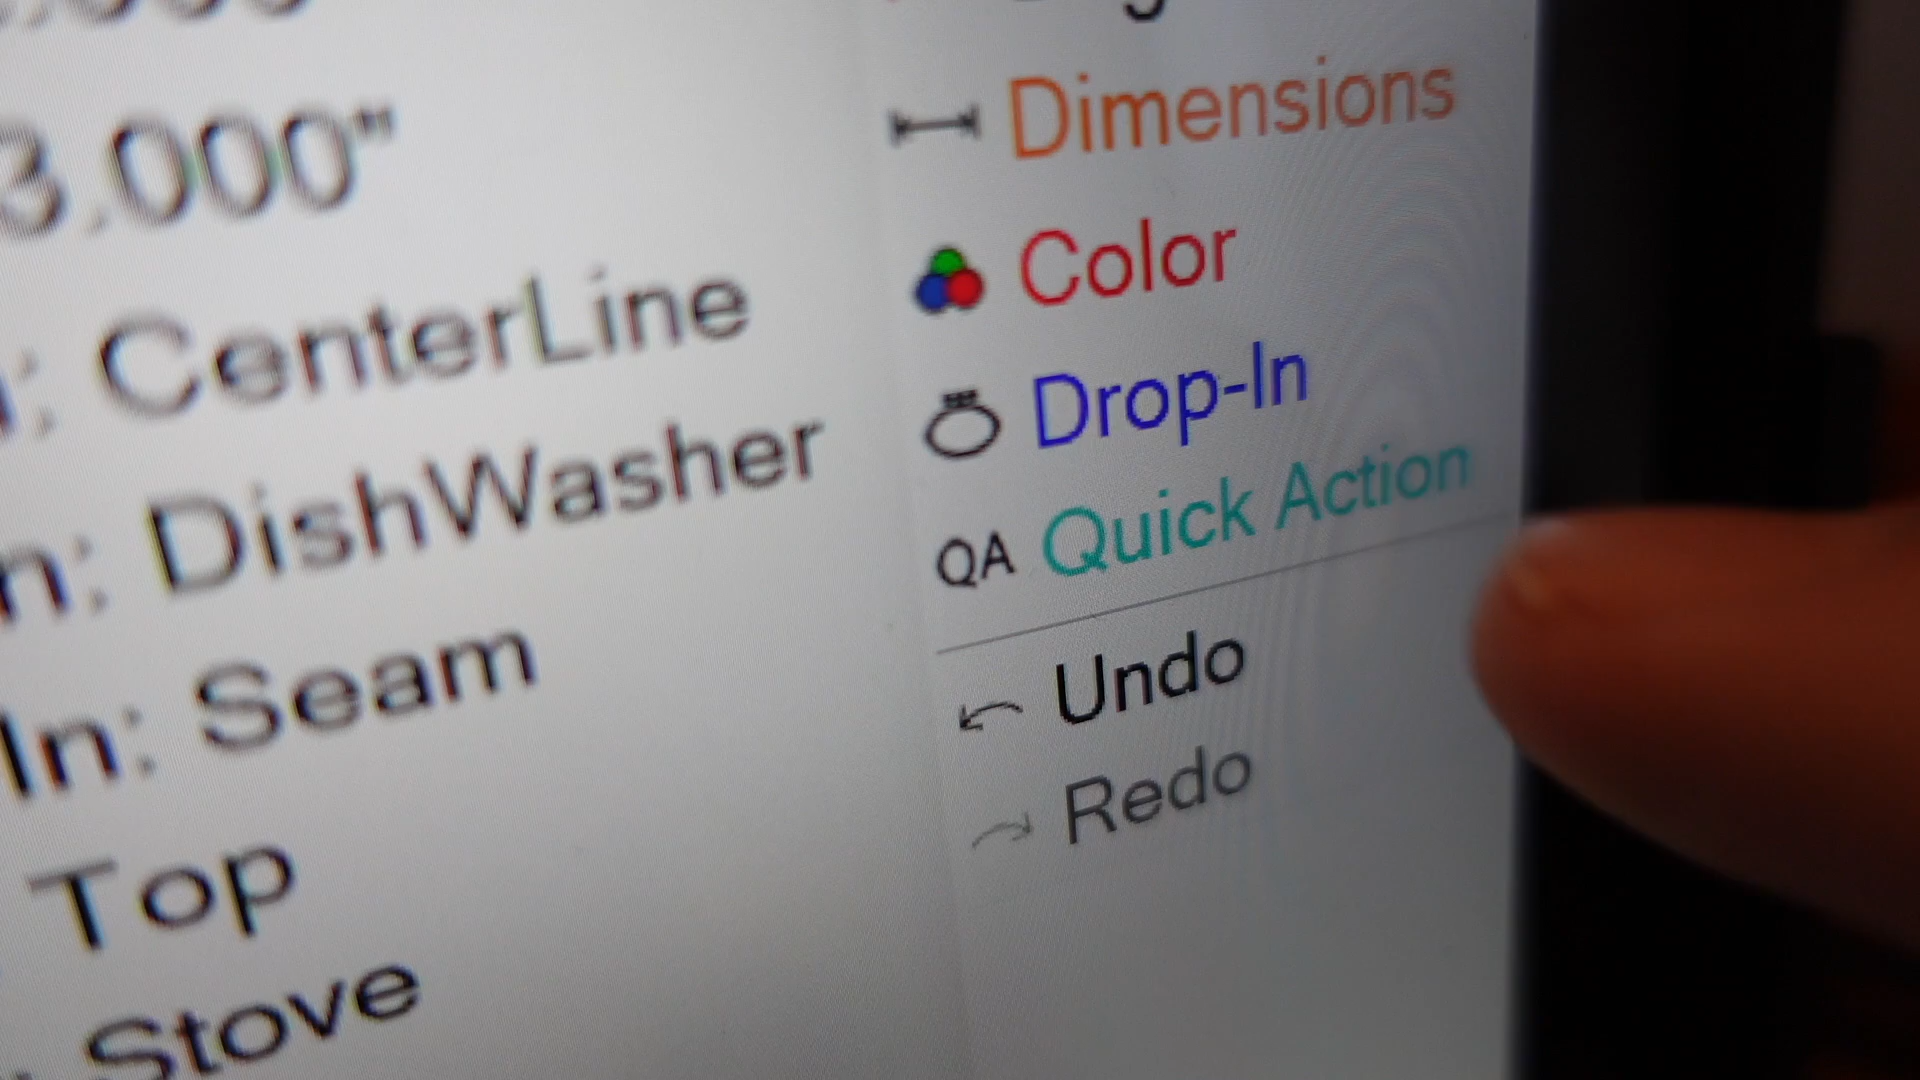 3.000"
CenterLine
n: DishWasher
In: Seam
Top
Stove
Dimensions
Color
Drop-In
QA Quick Action
Undo
Redo